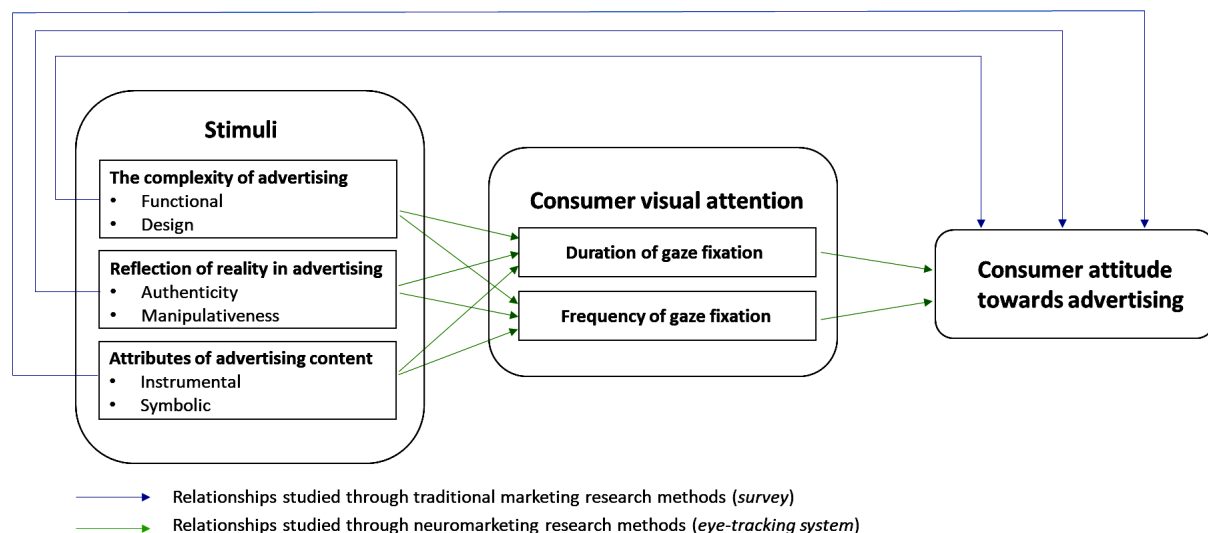 Stimuli
The complexity of advertising
• Functional
• Design
Reflection of reality in advertising
• Authenticity
• Manipulativeness
Attributes of advertising content
• Instrumental
• Symbolic
Consumer visual attention
Duration of gaze fixation
Frequency of gaze fixation
Consumer attitude
towards advertising
Relationships studied through traditional marketing research methods (survey)
Relationships studied through neuromarketing research methods (eye-tracking system)